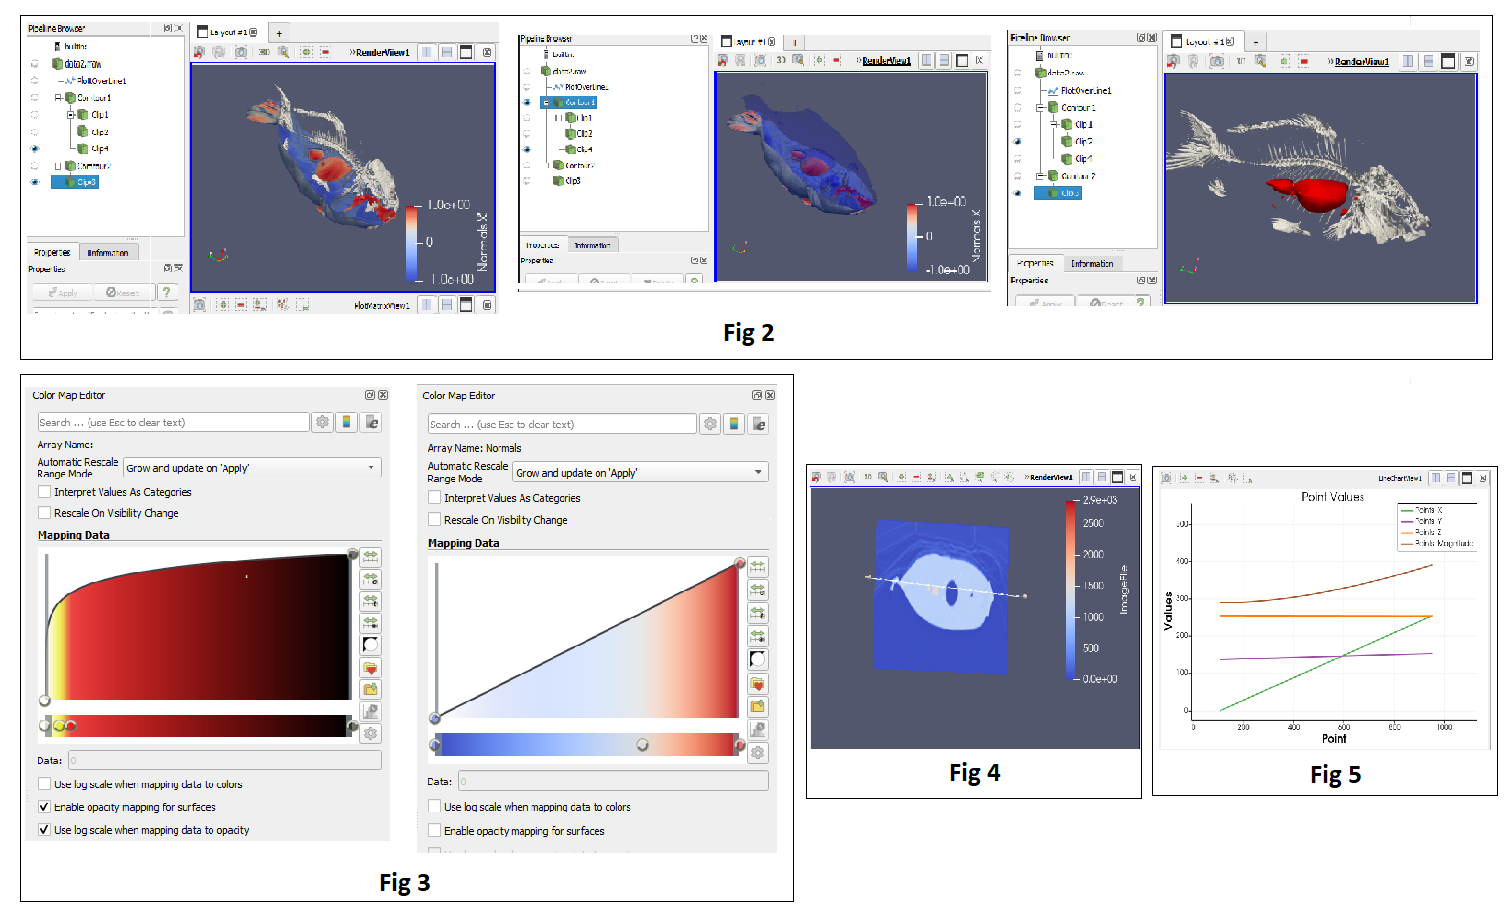 Pipeline Browser
builtin:
data2.raw
PlotOverLine1
Contour1
Clip1
Clip2
Clip4
Contour2
Clip3
Properties Information
Properties
Apply Reset ?
Layout #1 +
RenderView1
1.0e+00
0
-1.0e+00
Normals X
PlotMatrixView1
Pipeline Browser
builtin:
data2.raw
PlotOverLine1
Contour1
Clip1
Clip2
Clip4
Contour2
Clip3
Properties Information
Properties
Layout #1
3D RenderView1
1.0e+00
0
-1.0e+00
Normals X
Pipeline Browser
builtin:
data2.raw
PlotOverLine1
Contour1
Clip1
Clip2
Clip4
Contour2
Clip3
Properties Information
Properties
Layout #1 +
3D RenderView1
Fig 2
Color Map Editor
Search ... (use Esc to clear text)
Array Name:
Automatic Rescale
Range Mode Grow and update on 'Apply'
Interpret Values As Categories
Rescale On Visibility Change
Mapping Data
Data: 0
Use log scale when mapping data to colors
Enable opacity mapping for surfaces
Use log scale when mapping data to opacity
Color Map Editor
Search ... (use Esc to clear text)
Array Name: Normals
Automatic Rescale
Range Mode Grow and update on 'Apply'
Interpret Values As Categories
Rescale On Visibility Change
Mapping Data
Data: 0
Use log scale when mapping data to colors
Enable opacity mapping for surfaces
Fig 3
3D RenderView1
2.9e+03
2500
2000
1500
1000
500
0.0e+00
ImageFile
Fig 4
LineChartView1
Point Values
Points X
Points Y
Points Z
Points Magnitude
500
400
300
200
100
0
Values
0 200 400 600 800 1000
Point
Fig 5